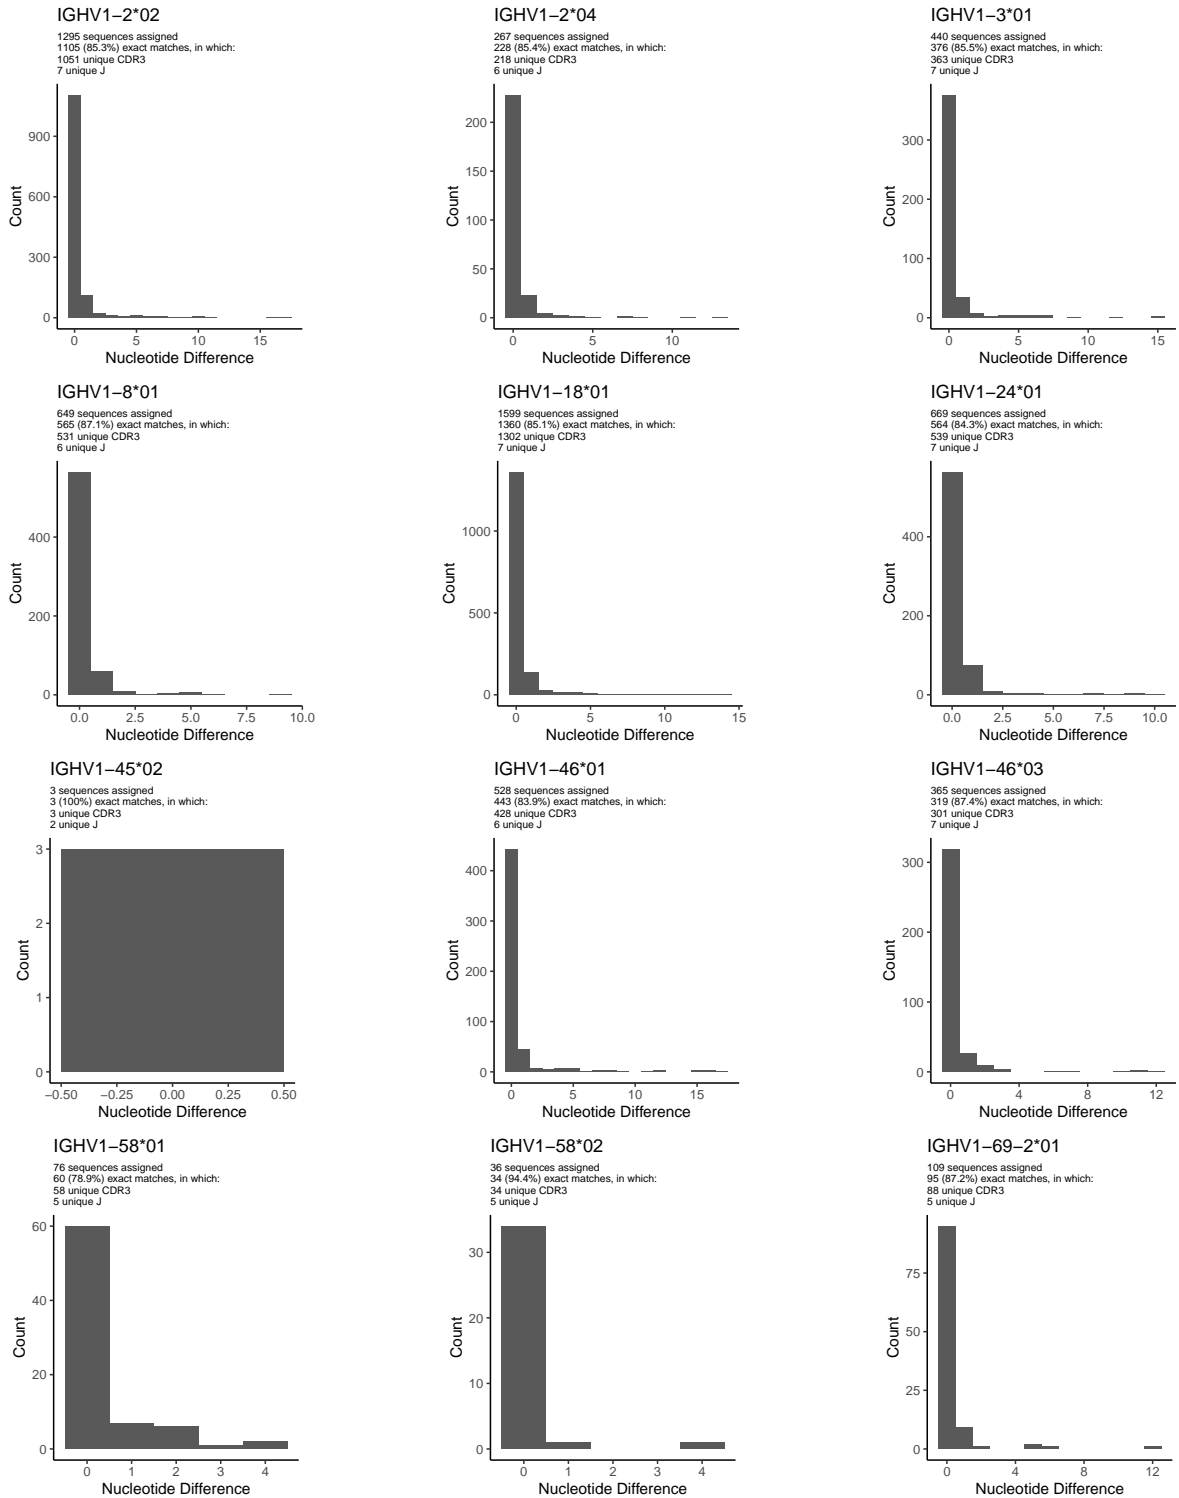 IGHV1−2*02
1295 sequences assigned
1105 (85.3%) exact matches, in which:
1051 unique CDR3
7 unique J
900
600
300
0
Count
0 5 10 15
Nucleotide Difference
IGHV1−2*04
267 sequences assigned
228 (85.4%) exact matches, in which:
218 unique CDR3
6 unique J
200
150
100
50
0
Count
0 5 10
Nucleotide Difference
IGHV1−3*01
440 sequences assigned
376 (85.5%) exact matches, in which:
363 unique CDR3
7 unique J
300
200
100
0
Count
0 5 10 15
Nucleotide Difference
IGHV1−8*01
649 sequences assigned
565 (87.1%) exact matches, in which:
531 unique CDR3
6 unique J
400
200
0
Count
0.0 2.5 5.0 7.5 10.0
Nucleotide Difference
IGHV1−18*01
1599 sequences assigned
1360 (85.1%) exact matches, in which:
1302 unique CDR3
7 unique J
1000
500
0
Count
0 5 10 15
Nucleotide Difference
IGHV1−24*01
669 sequences assigned
564 (84.3%) exact matches, in which:
539 unique CDR3
7 unique J
400
200
0
Count
0.0 2.5 5.0 7.5 10.0
Nucleotide Difference
IGHV1−45*02
3 sequences assigned
3 (100%) exact matches, in which:
3 unique CDR3
2 unique J
3
2
1
0
Count
−0.50 −0.25 0.00 0.25 0.50
Nucleotide Difference
IGHV1−46*01
528 sequences assigned
443 (83.9%) exact matches, in which:
428 unique CDR3
6 unique J
400
300
200
100
0
Count
0 5 10 15
Nucleotide Difference
IGHV1−46*03
365 sequences assigned
319 (87.4%) exact matches, in which:
301 unique CDR3
7 unique J
300
200
100
0
Count
0 4 8 12
Nucleotide Difference
IGHV1−58*01
76 sequences assigned
60 (78.9%) exact matches, in which:
58 unique CDR3
5 unique J
60
40
20
0
Count
0 1 2 3 4
Nucleotide Difference
IGHV1−58*02
36 sequences assigned
34 (94.4%) exact matches, in which:
34 unique CDR3
5 unique J
30
20
10
0
Count
0 1 2 3 4
Nucleotide Difference
IGHV1−69−2*01
109 sequences assigned
95 (87.2%) exact matches, in which:
88 unique CDR3
5 unique J
75
50
25
0
Count
0 4 8 12
Nucleotide Difference